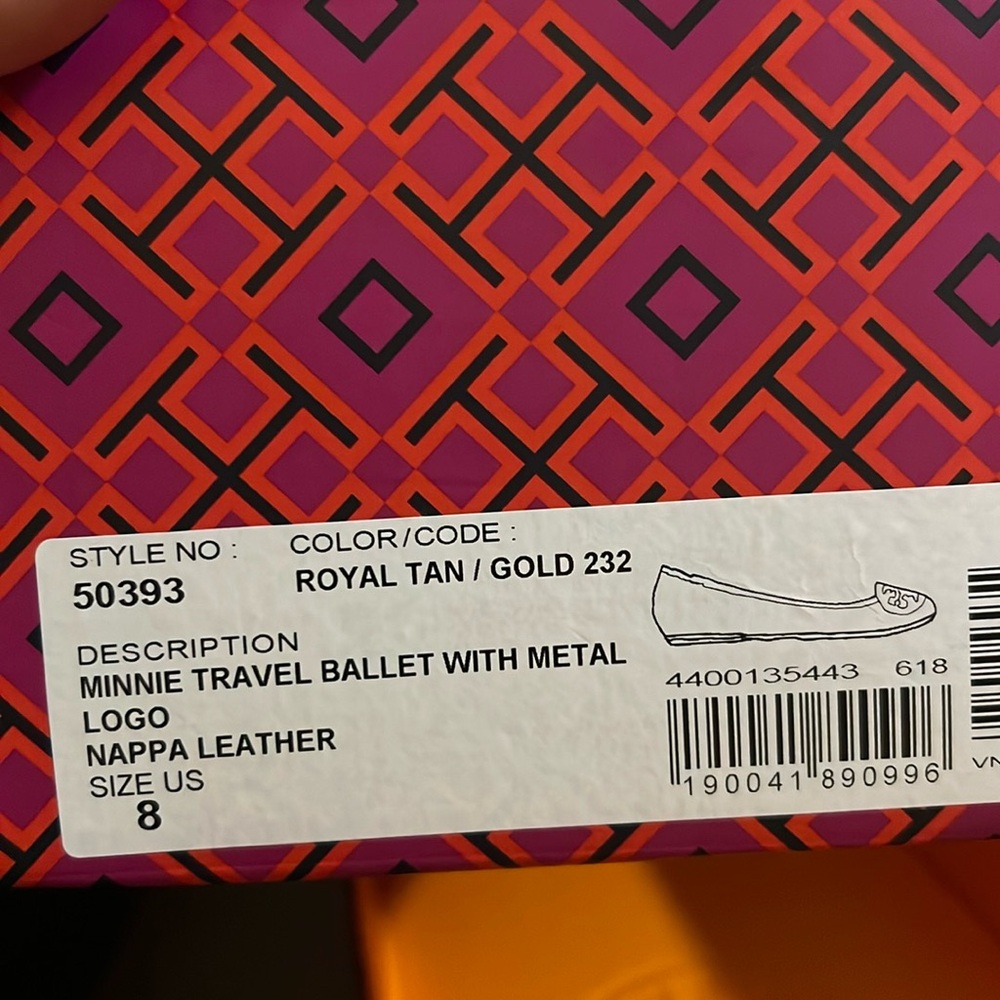 STYLE NO :
50393
COLOR/CODE :
ROYAL TAN / GOLD 232
DESCRIPTION
MINNIE TRAVEL BALLET WITH METAL
LOGO
NAPPA LEATHER
SIZE US
8
4400135443 618
190041 890996
VN